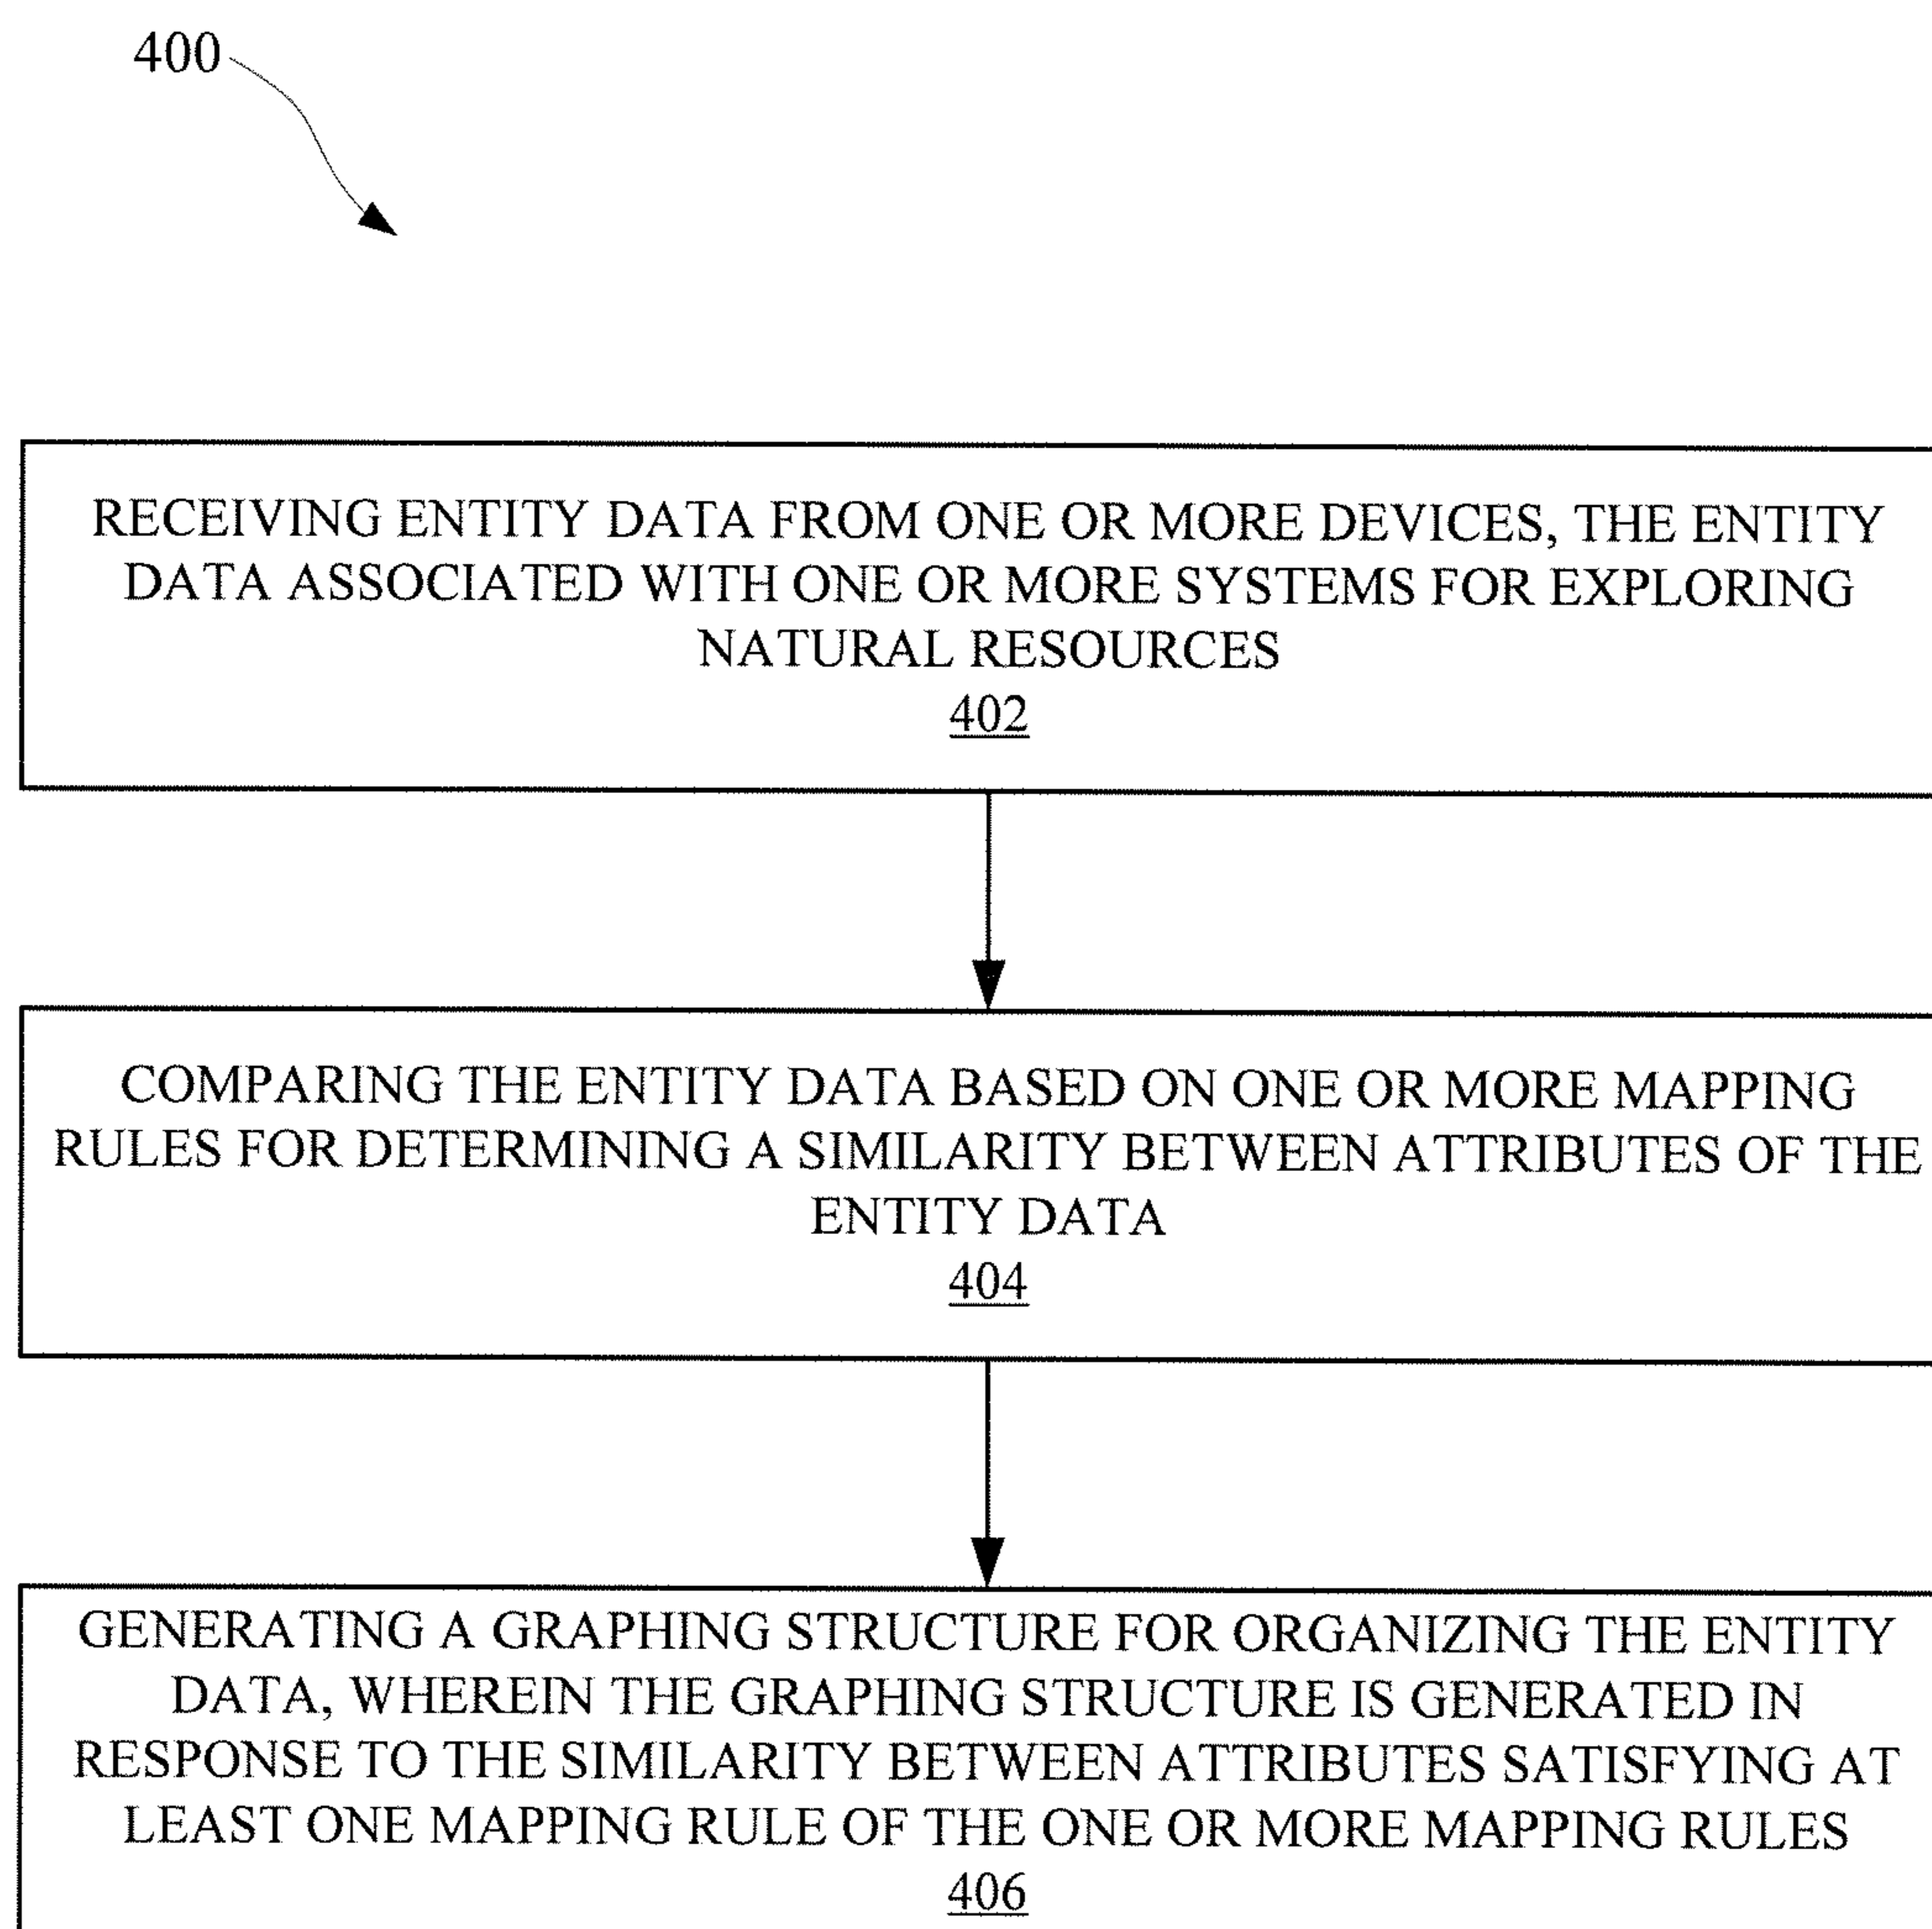 400
RECEIVING ENTITY DATA FROM ONE OR MORE DEVICES, THE ENTITY
DATA ASSOCIATED WITH ONE OR MORE SYSTEMS FOR EXPLORING
NATURAL RESOURCES
402
COMPARING THE ENTITY DATA BASED ON ONE OR MORE MAPPING
RULES FOR DETERMINING A SIMILARITY BETWEEN ATTRIBUTES OF THE
ENTITY DATA
404
GENERATING A GRAPHING STRUCTURE FOR ORGANIZING THE ENTITY
DATA, WHEREIN THE GRAPHING STRUCTURE IS GENERATED IN
RESPONSE TO THE SIMILARITY BETWEEN ATTRIBUTES SATISFYING AT
LEAST ONE MAPPING RULE OF THE ONE OR MORE MAPPING RULES
406